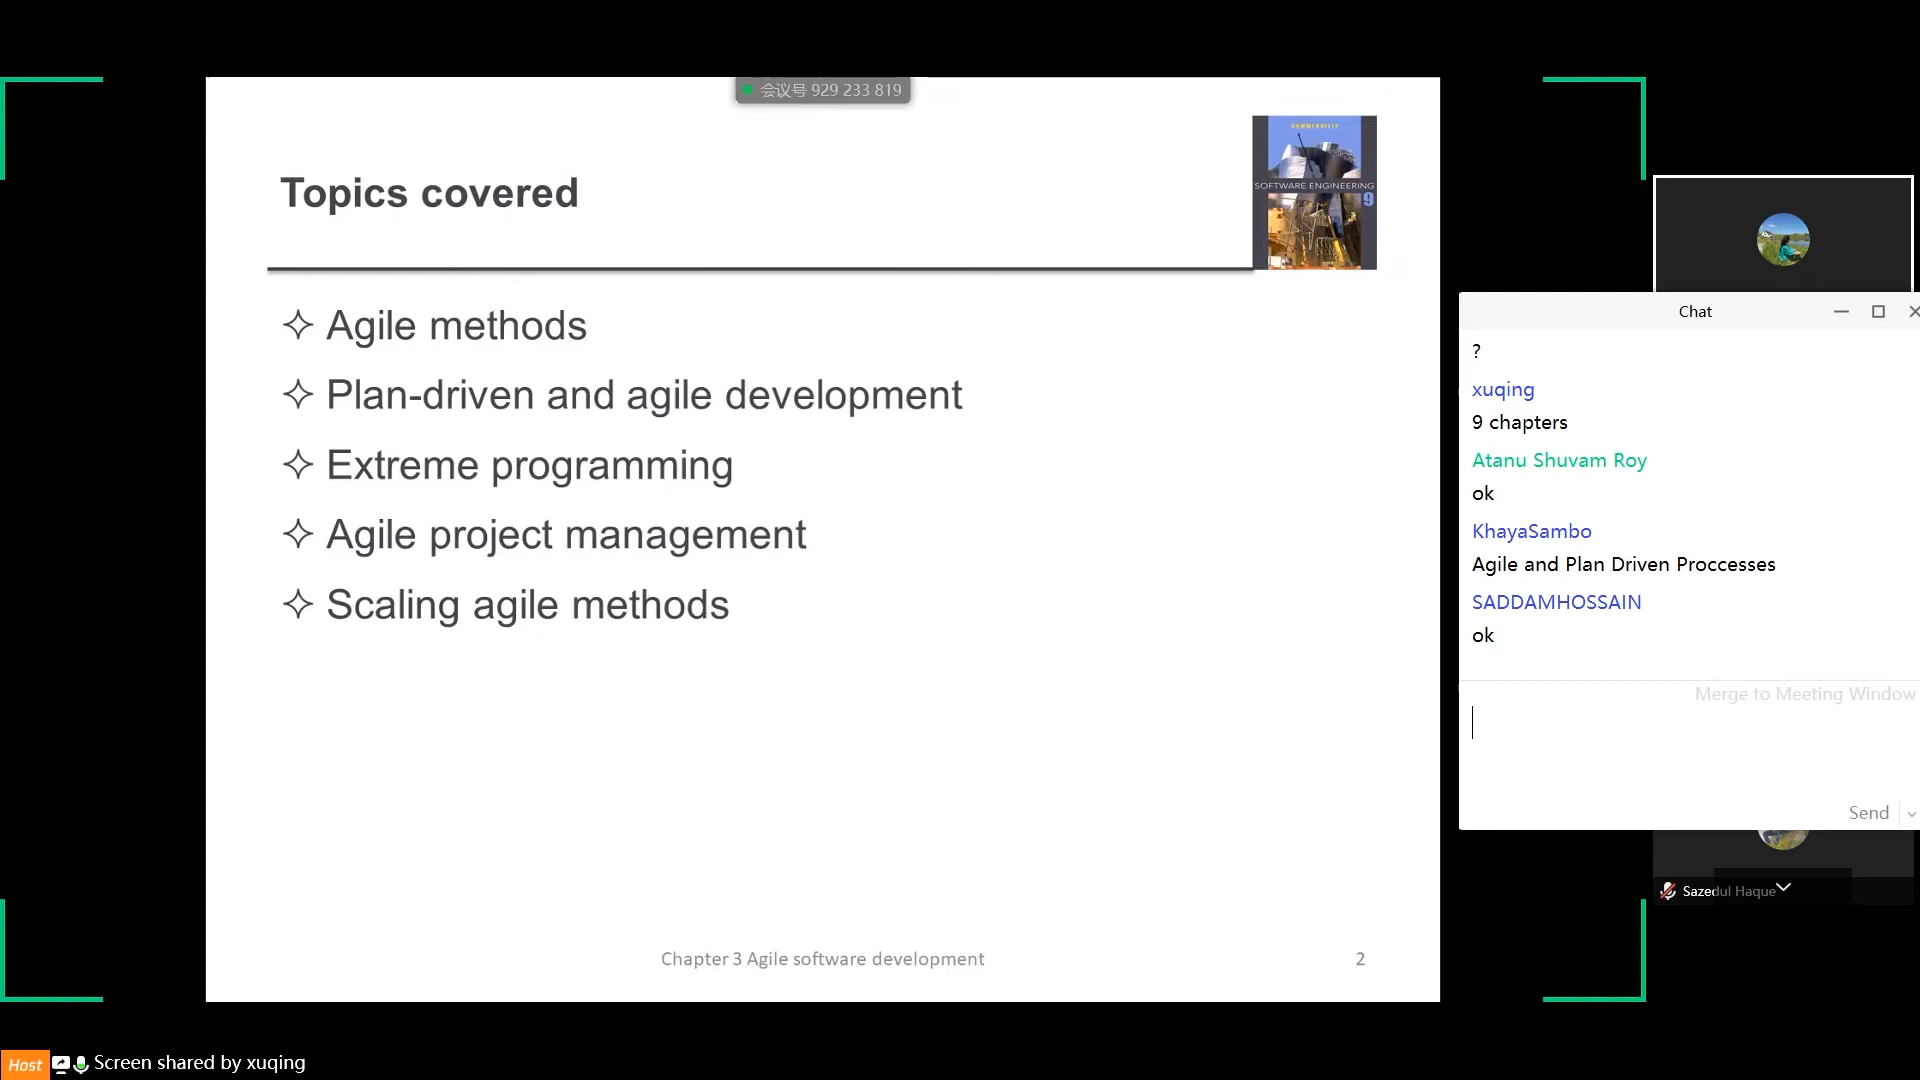 会议号 929 233 819
Topics covered
SOMMERVILLE
SOFTWARE ENGINEERING
9
Agile methods
Plan-driven and agile development
Extreme programming
Agile project management
Scaling agile methods
Chapter 3 Agile software development
2
Chat
?
xuqing
9 chapters
Atanu Shuvam Roy
ok
KhayaSambo
Agile and Plan Driven Proccesses
SADDAMHOSSAIN
ok
Merge to Meeting Window
Send
Sazedul Haque
Host
Screen shared by xuqing